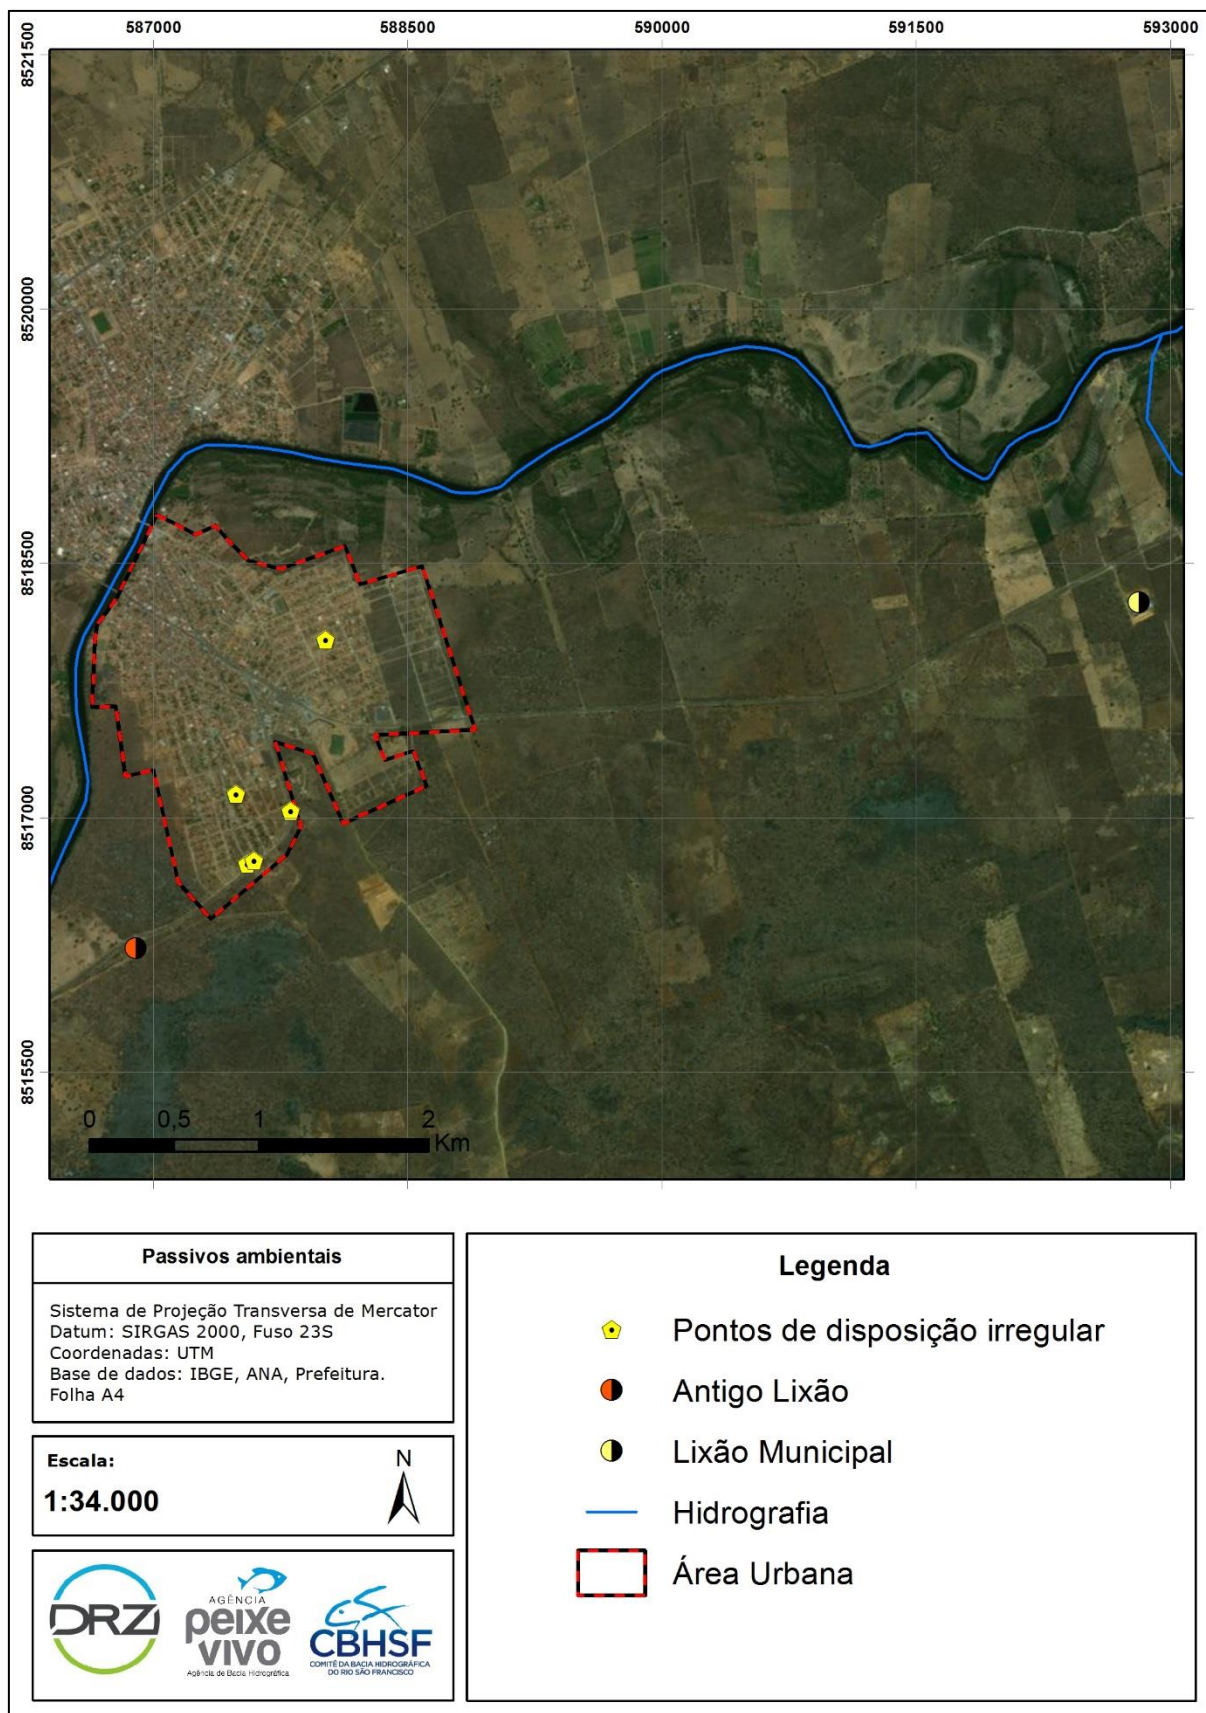 587000 588500 590000 591500 593000
8521500
8520000
8518500
8517000
8515500
0 0,5 1 2
Km
Passivos ambientais
Sistema de Projeção Transversa de Mercator
Datum: SIRGAS 2000, Fuso 23S
Coordenadas: UTM
Base de dados: IBGE, ANA, Prefeitura.
Folha A4
Escala:
1:34.000
N
DRZ
AGÊNCIA
peixe
vivo
Agência de Bacia Hidrográfica
CBHSF
COMITÊ DA BACIA HIDROGRÁFICA
DO RIO SÃO FRANCISCO
Legenda
Pontos de disposição irregular
Antigo Lixão
Lixão Municipal
Hidrografia
Área Urbana